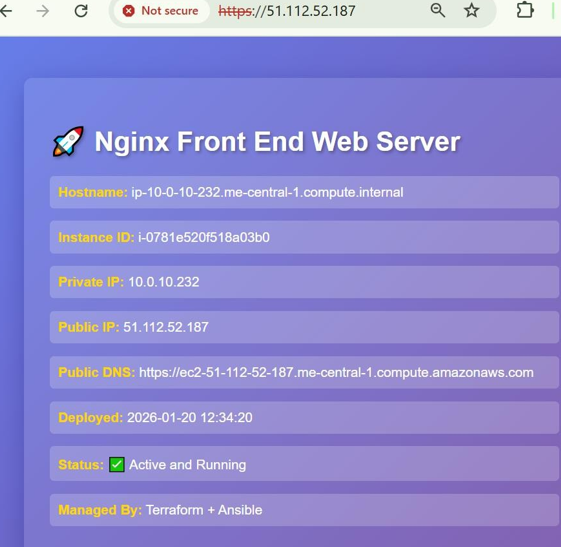 Not secure https://51.112.52.187
🚀 Nginx Front End Web Server
Hostname: ip-10-0-10-232.me-central-1.compute.internal
Instance ID: i-0781e520f518a03b0
Private IP: 10.0.10.232
Public IP: 51.112.52.187
Public DNS: https://ec2-51-112-52-187.me-central-1.compute.amazonaws.com
Deployed: 2026-01-20 12:34:20
Status: ✅ Active and Running
Managed By: Terraform + Ansible